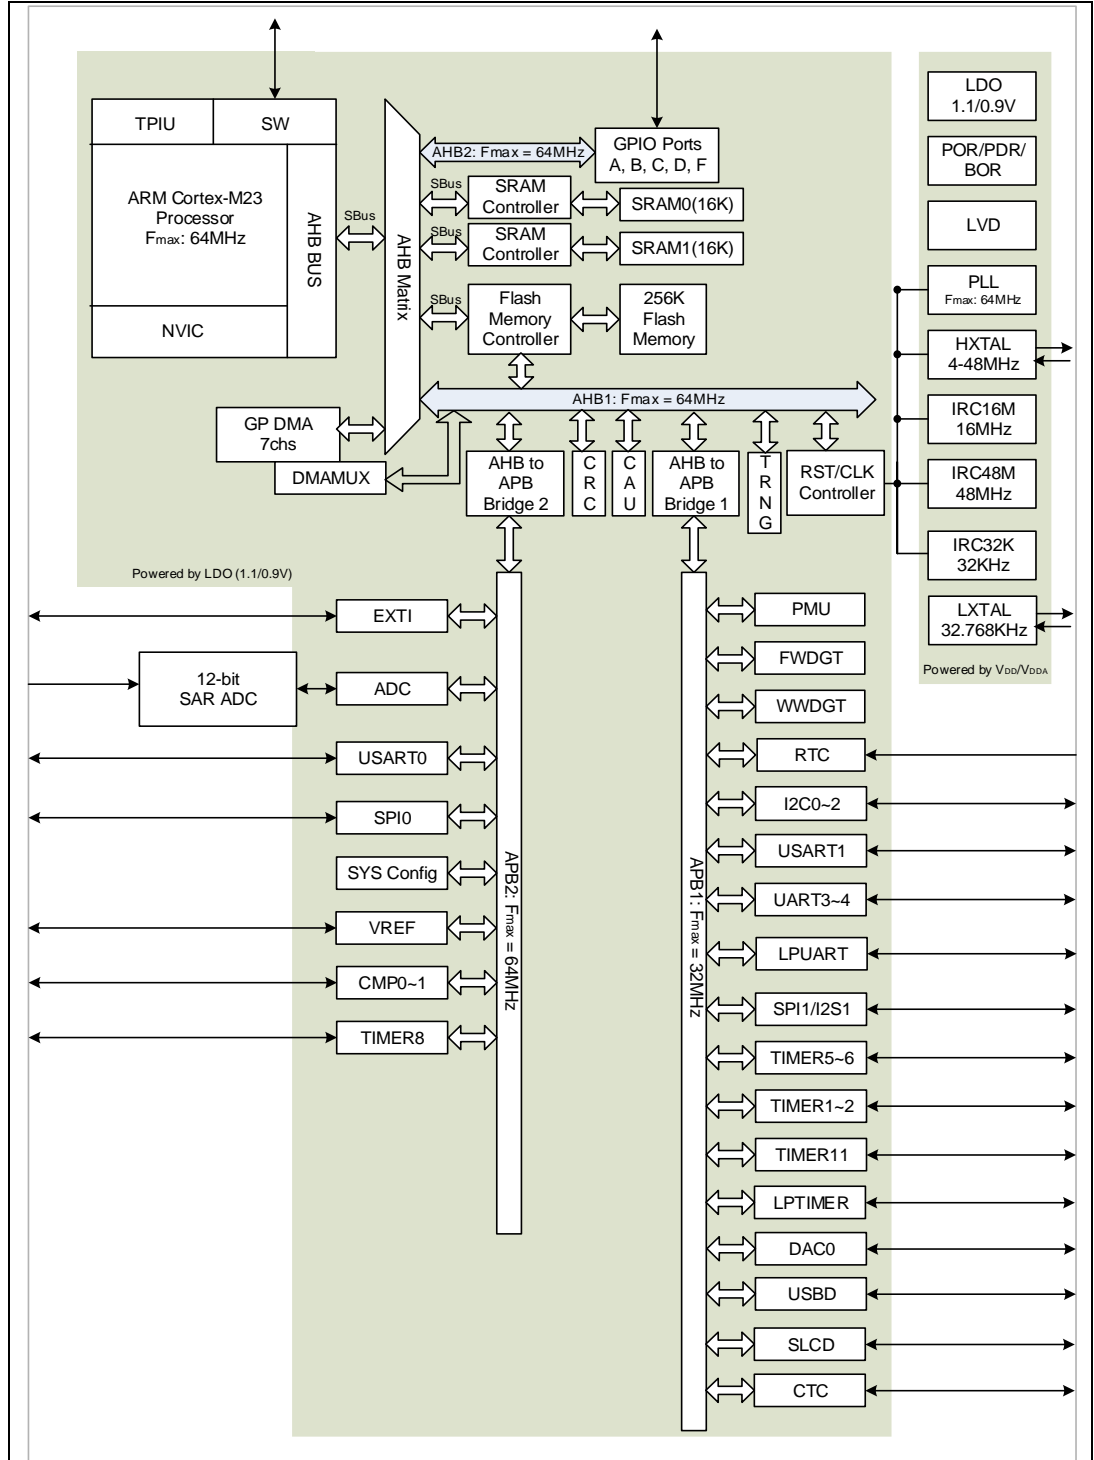 TPIU
SW
ARM Cortex-M23
Processor
Fmax: 64MHz
NVIC
AHB BUS
SBus
AHB Matrix
AHB2: Fmax = 64MHz
GPIO Ports
A, B, C, D, F
SBus
SRAM
Controller
SRAM0(16K)
SBus
SRAM
Controller
SRAM1(16K)
SBus
Flash
Memory
Controller
256K
Flash
Memory
AHB1: Fmax = 64MHz
GP DMA
7chs
DMAMUX
AHB to
APB
Bridge 2
CRC
CAU
AHB to
APB
Bridge 1
TRNG
RST/CLK
Controller
LDO
1.1/0.9V
POR/PDR/
BOR
LVD
PLL
Fmax: 64MHz
HXTAL
4-48MHz
IRC16M
16MHz
IRC48M
48MHz
IRC32K
32KHz
LXTAL
32.768KHz
Powered by VDD/VDDA
Powered by LDO (1.1/0.9V)
EXTI
12-bit
SAR ADC
ADC
USART0
SPI0
SYS Config
VREF
CMP0~1
TIMER8
APB2: Fmax = 64MHz
APB1: Fmax = 32MHz
PMU
FWDGT
WWDGT
RTC
I2C0~2
USART1
UART3~4
LPUART
SPI1/I2S1
TIMER5~6
TIMER1~2
TIMER11
LPTIMER
DAC0
USBD
SLCD
CTC